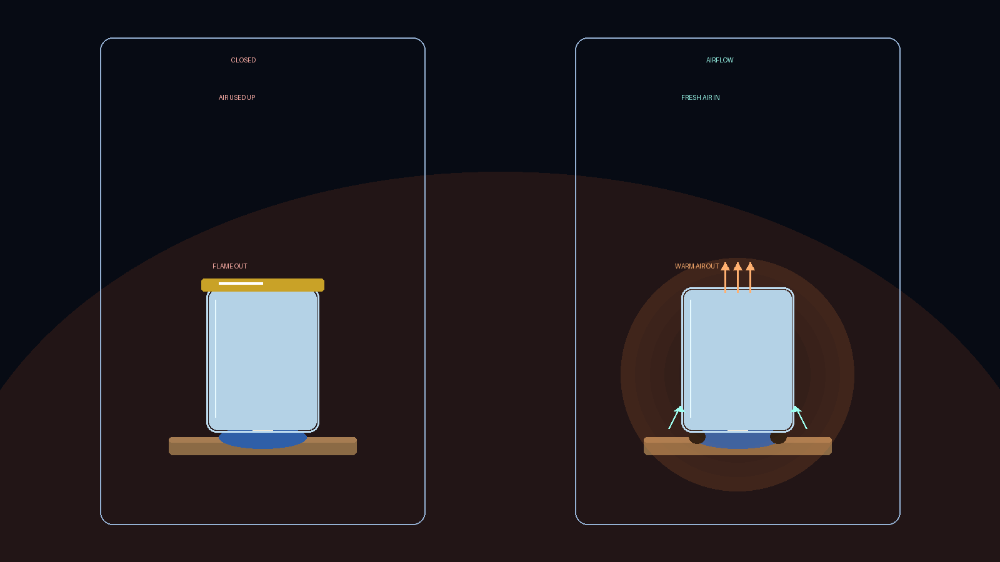 CLOSED
AIR USED UP
FLAME OUT
AIRFLOW
FRESH AIR IN
WARM AIR OUT